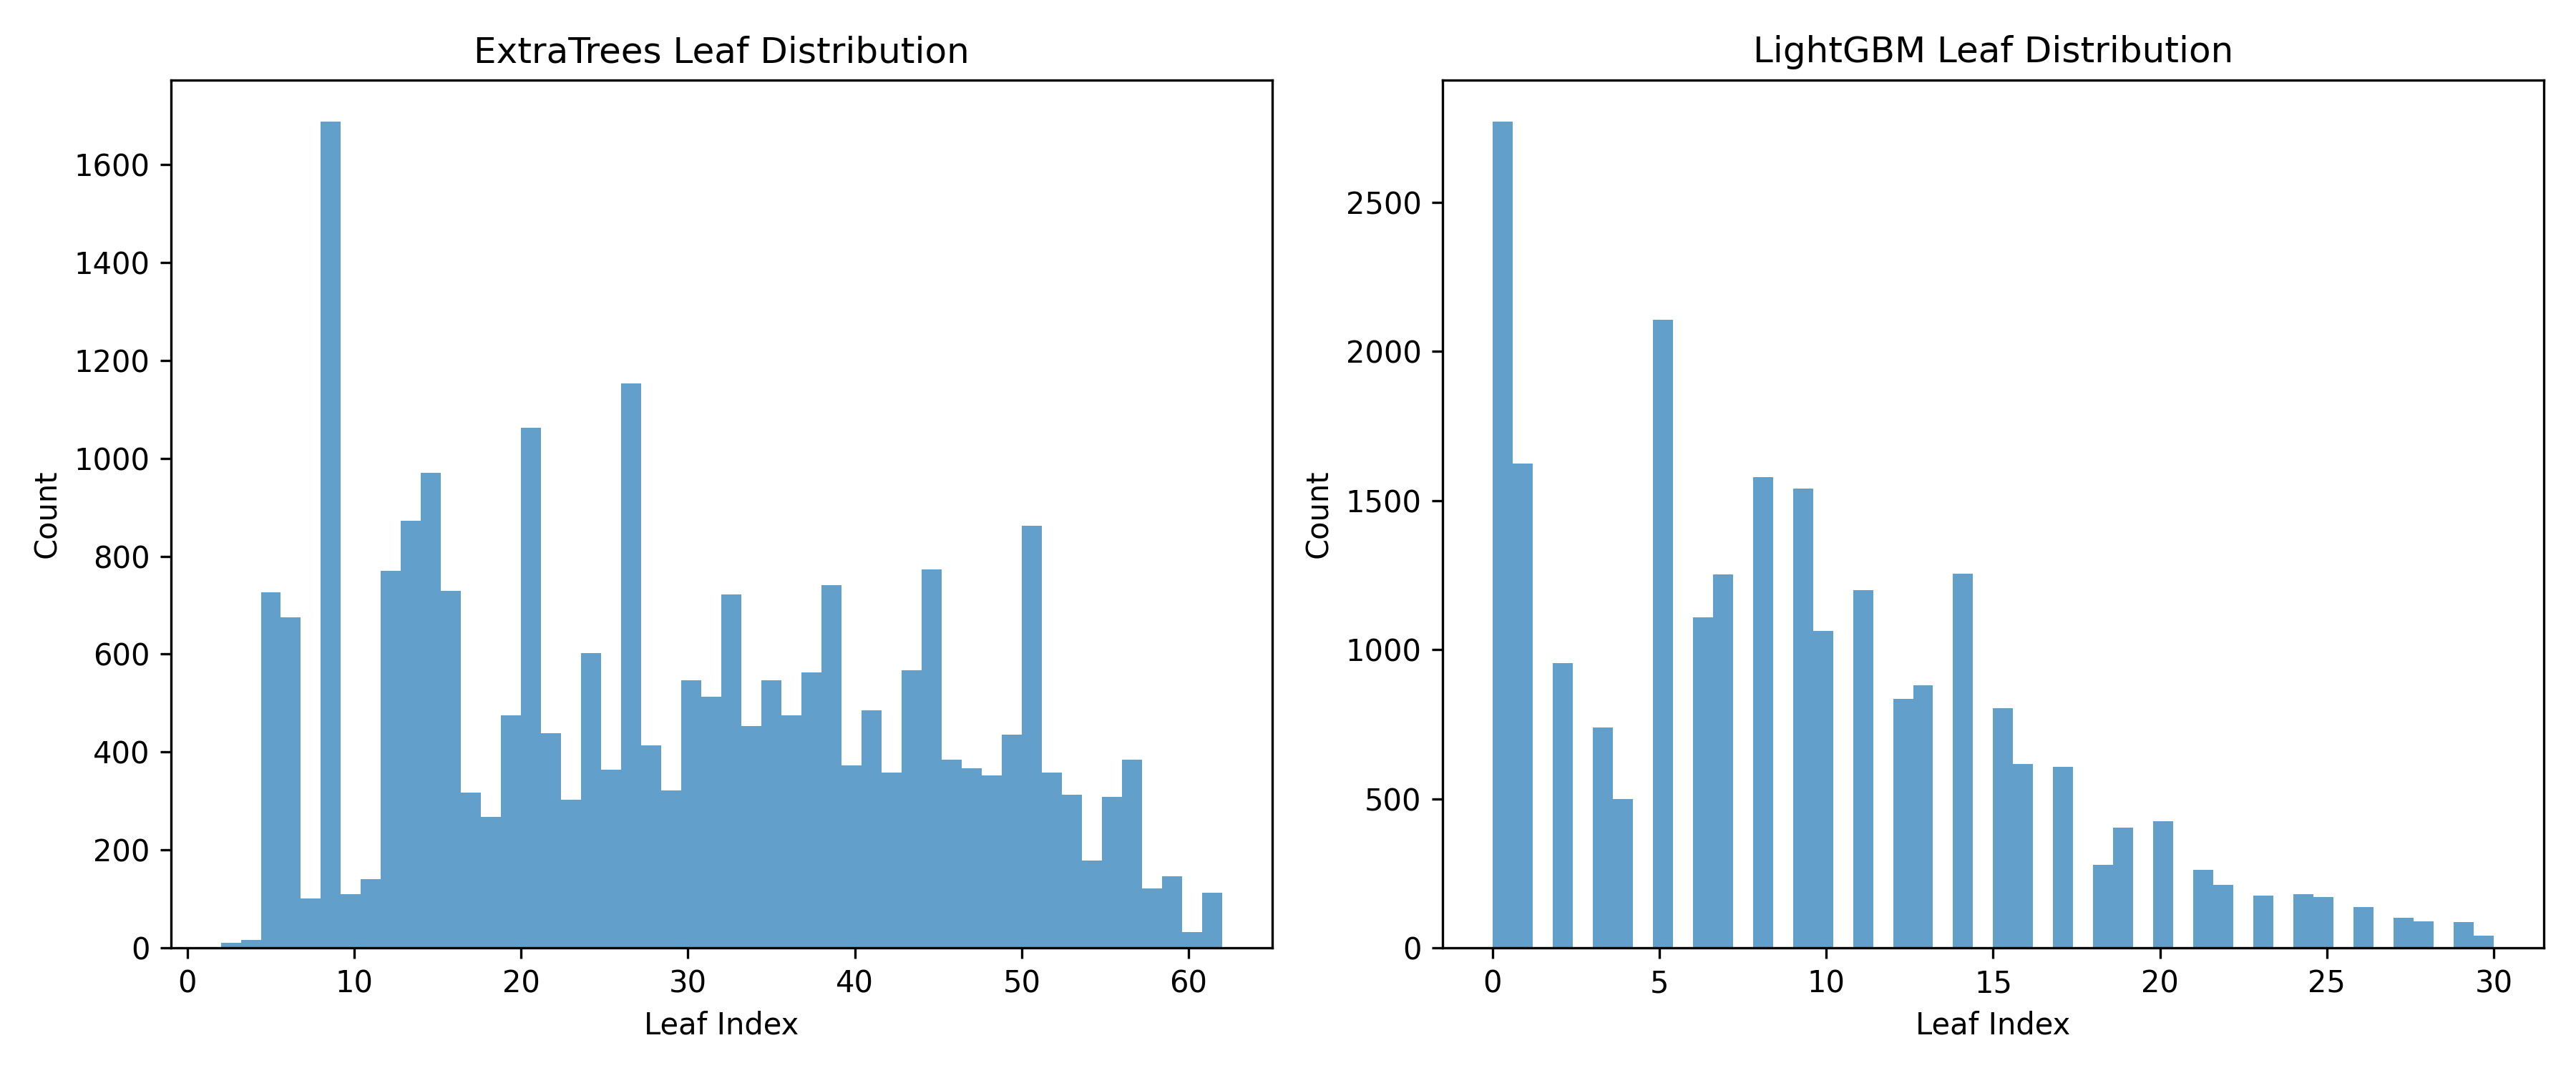 ExtraTrees Leaf Distribution
1600
1400
1200
1000
800
600
400
200
0
Count
0 10 20 30 40 50 60
Leaf Index
LightGBM Leaf Distribution
2500
2000
1500
1000
500
0
Count
0 5 10 15 20 25 30
Leaf Index